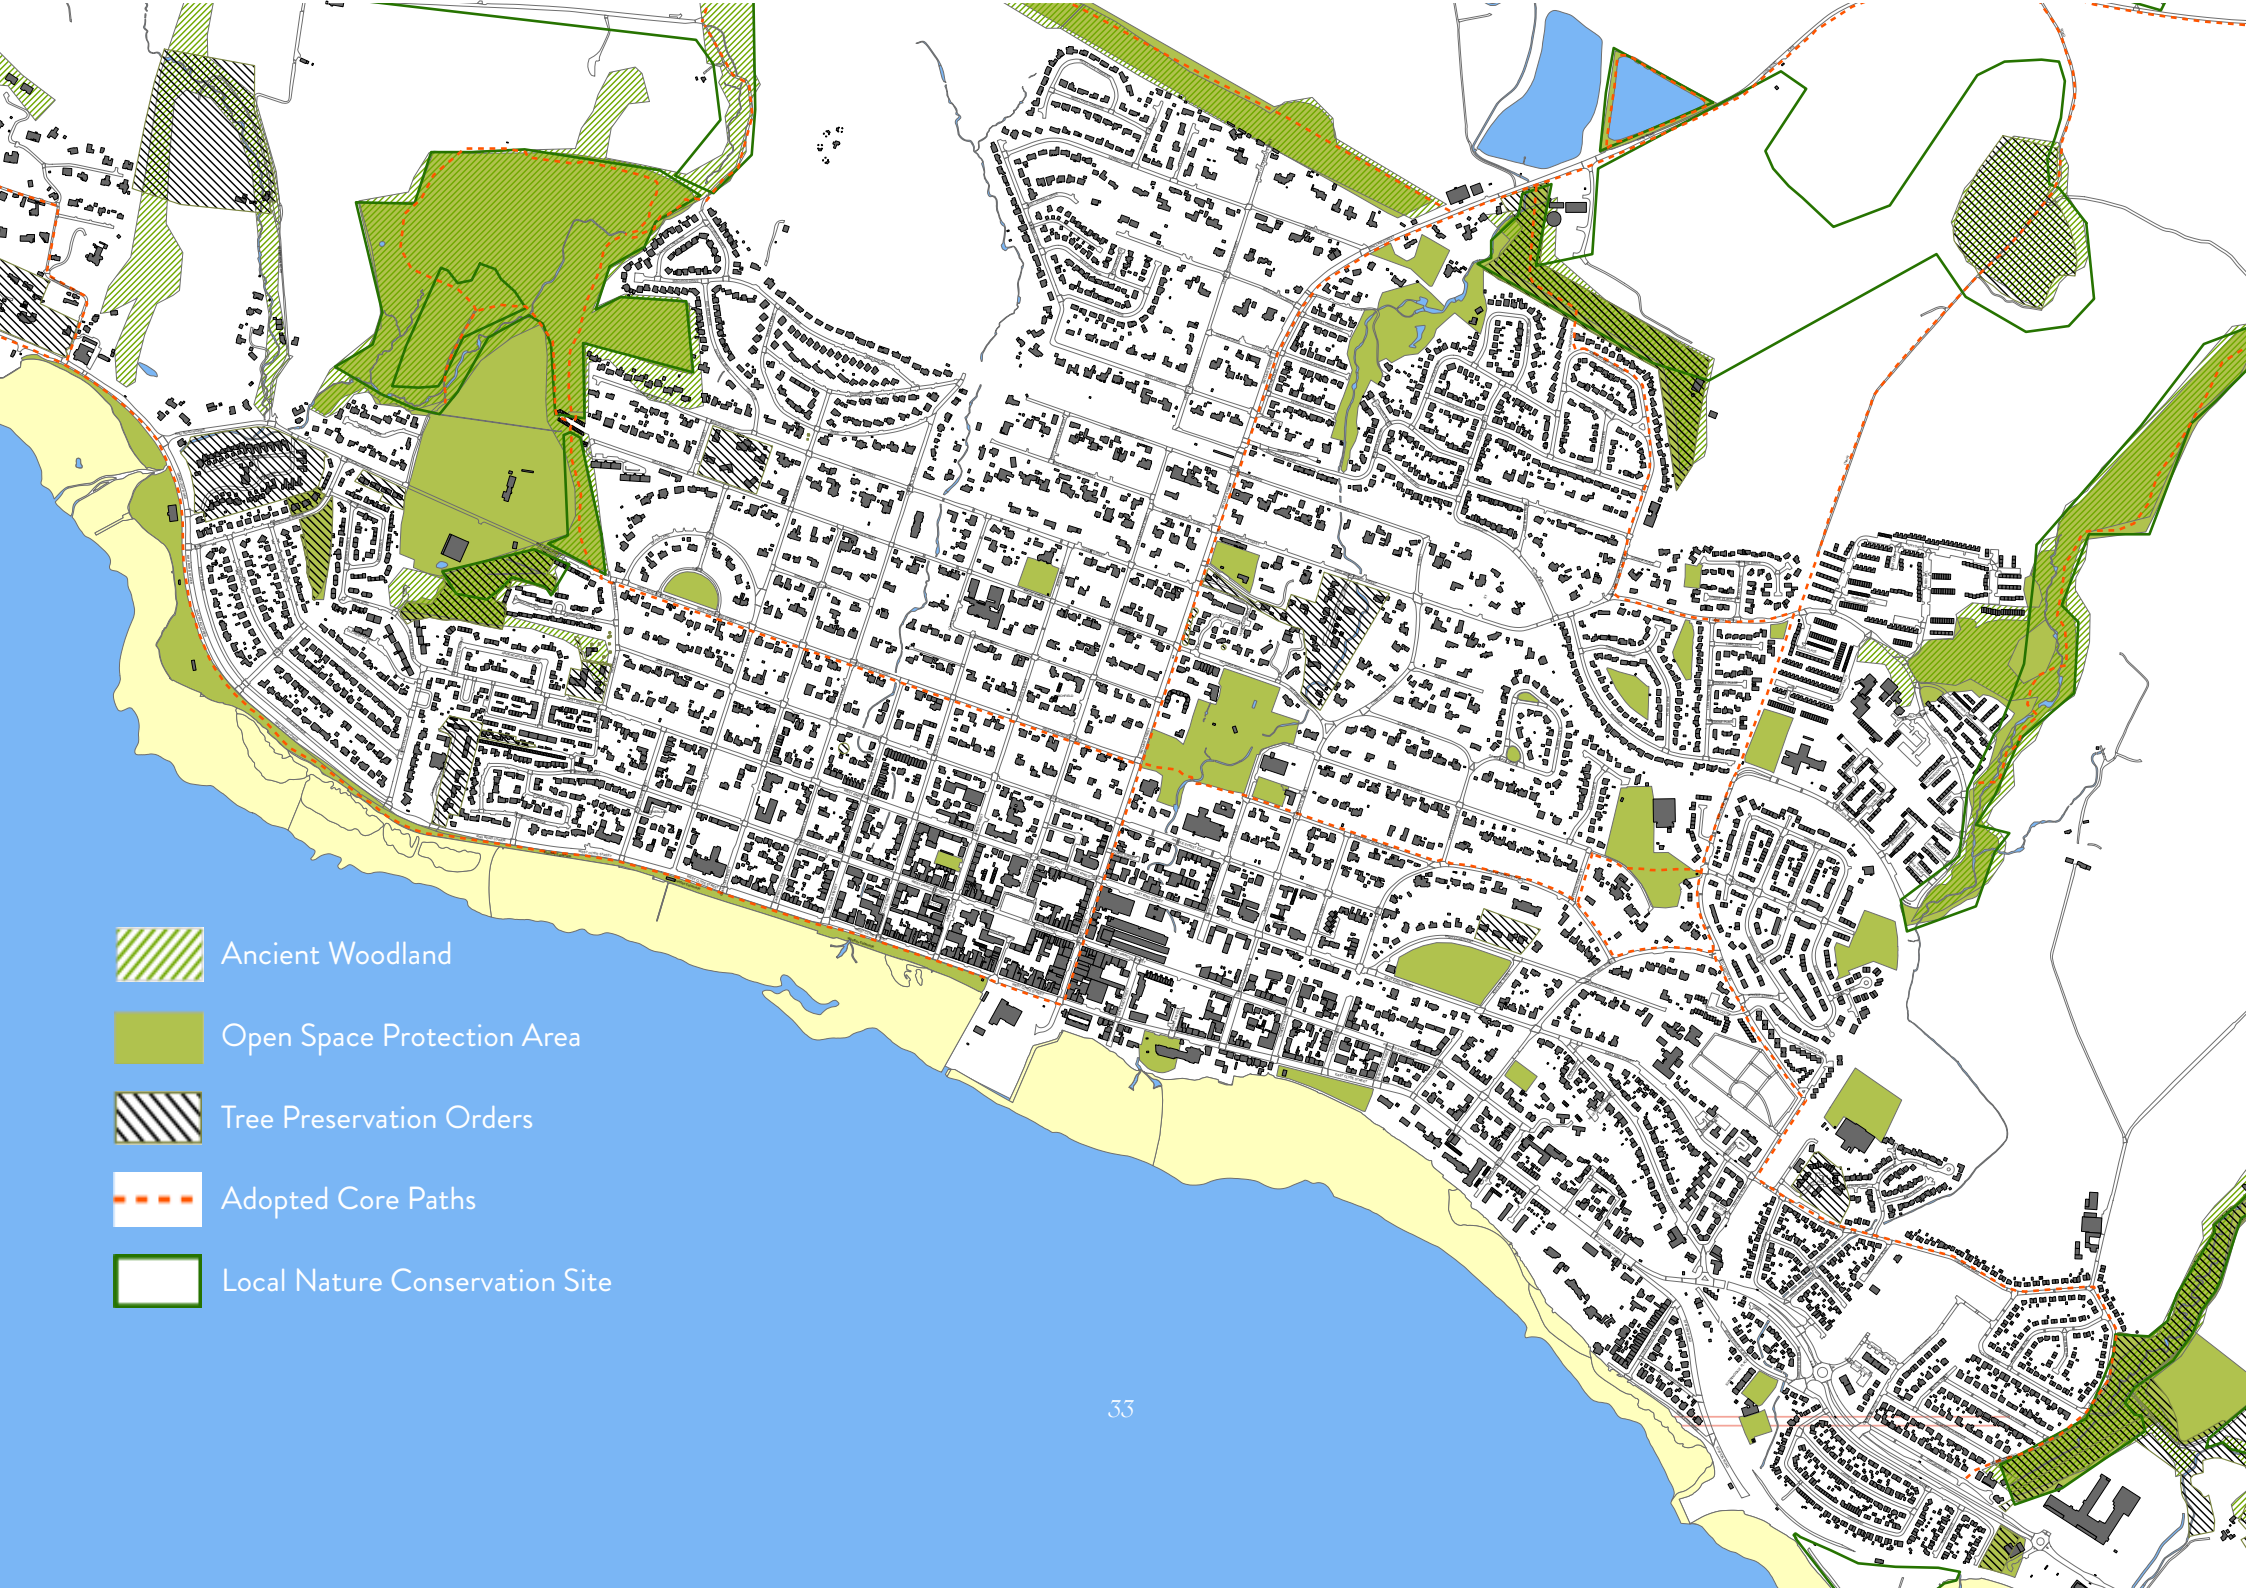 Ancient Woodland
Open Space Protection Area
Tree Preservation Orders
Adopted Core Paths
Local Nature Conservation Site
33